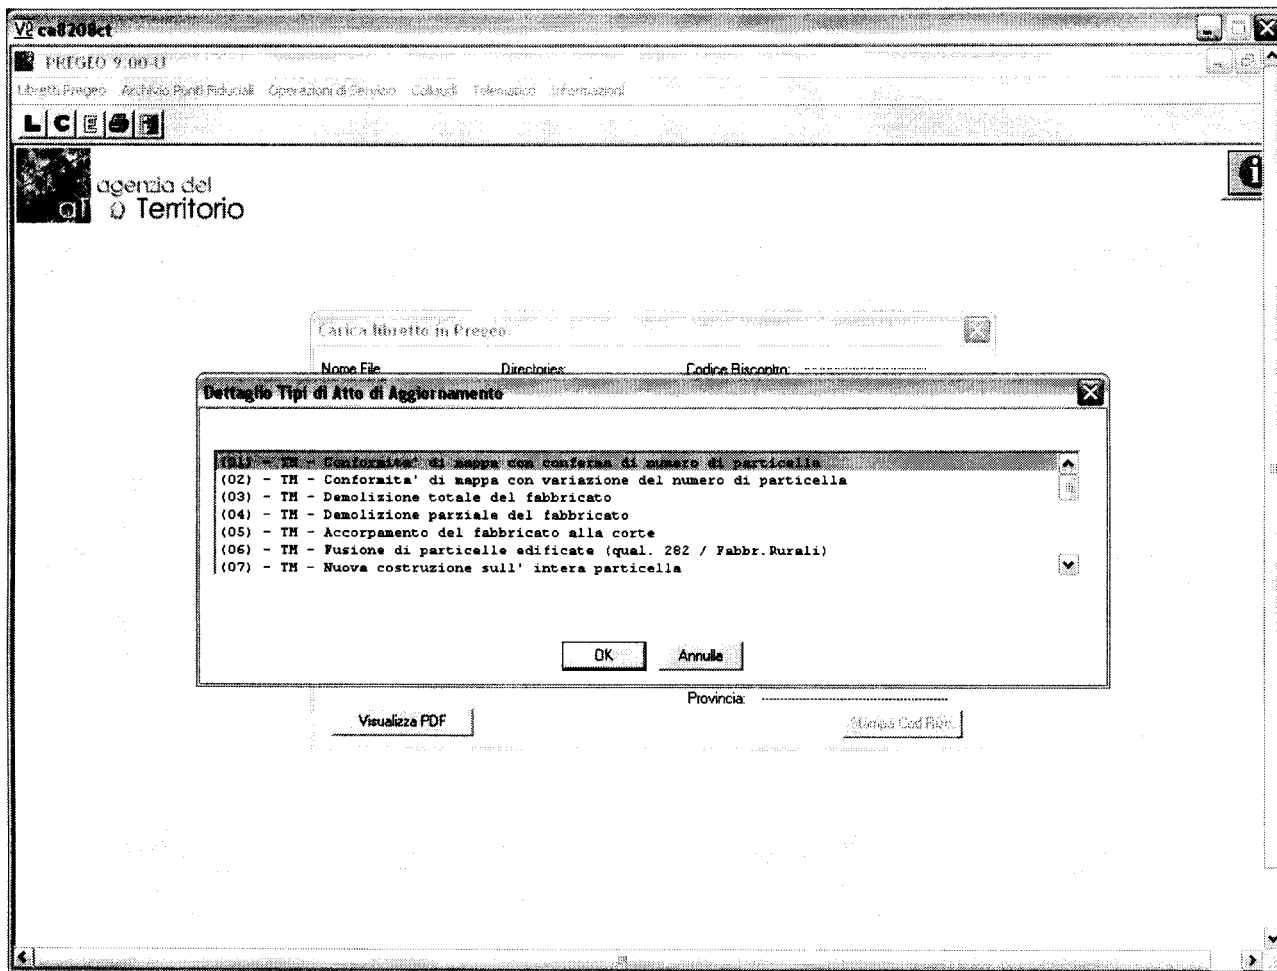 V2 ca8208ct
PREGEO 9.00-U
Libretti Pregeo Archivio Punti Fiduciali Operazioni di Servizio Collaudi Telematico Informazioni
L C
agenzia del
Territorio
Carica libretto in Pregeo
Nome File Directories: Codice Riscontro:
Dettaglio Tipi di Atto di Aggiornamento
(01) - TM - Conformita' di mappa con conferma di numero di particella
(02) - TM - Conformita' di mappa con variazione del numero di particella
(03) - TM - Demolizione totale del fabbricato
(04) - TM - Demolizione parziale del fabbricato
(05) - TM - Accorpamento del fabbricato alla corte
(06) - TM - Fusione di particelle edificate (qual. 282 / Fabbr.Rurali)
(07) - TM - Nuova costruzione sull' intera particella
OK Annulla
Provincia:
Visualizza PDF Stampa Cod Risc.